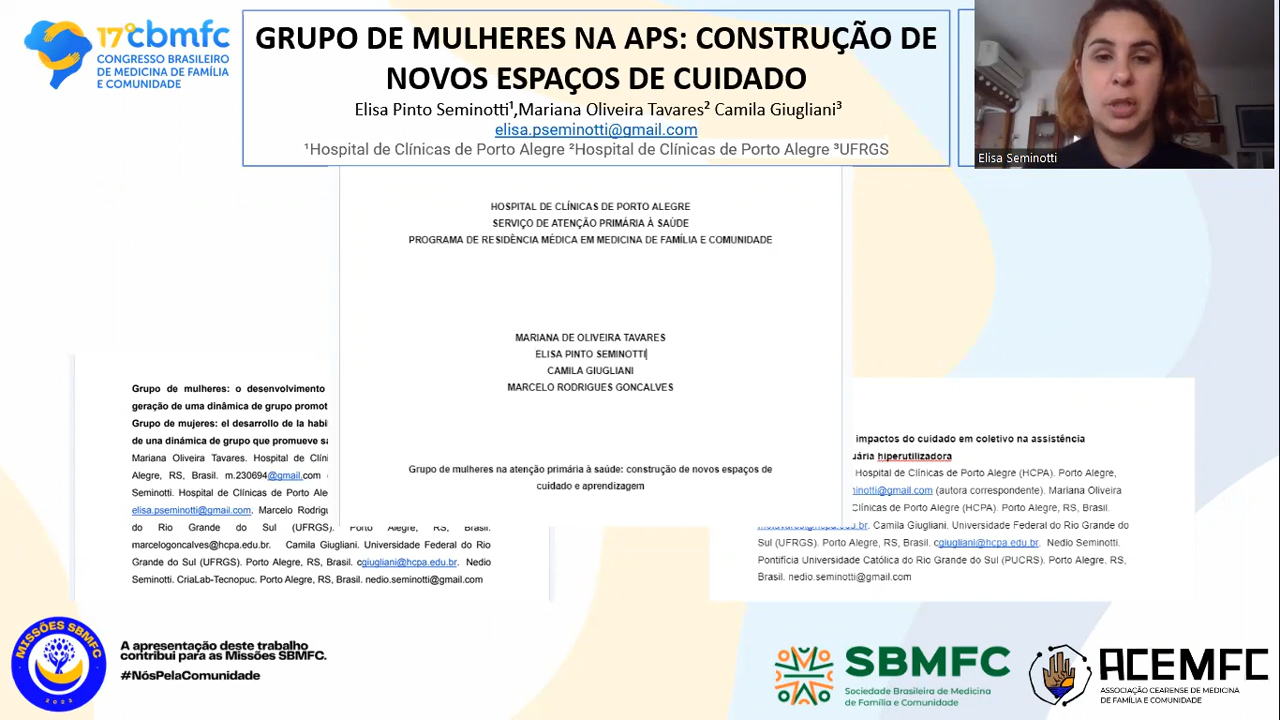 17º cbmfc
CONGRESSO BRASILEIRO
DE MEDICINA DE FAMÍLIA
E COMUNIDADE
GRUPO DE MULHERES NA APS: CONSTRUÇÃO DE
NOVOS ESPAÇOS DE CUIDADO
Elisa Pinto Seminotti¹,Mariana Oliveira Tavares² Camila Giugliani³
elisa.pseminotti@gmail.com
¹Hospital de Clínicas de Porto Alegre ²Hospital de Clínicas de Porto Alegre ³UFRGS
Elisa Seminotti
HOSPITAL DE CLÍNICAS DE PORTO ALEGRE
SERVIÇO DE ATENÇÃO PRIMÁRIA À SAÚDE
PROGRAMA DE RESIDÊNCIA MÉDICA EM MEDICINA DE FAMÍLIA E COMUNIDADE
MARIANA DE OLIVEIRA TAVARES
ELISA PINTO SEMINOTTI
CAMILA GIUGLIANI
MARCELO RODRIGUES GONCALVES
Grupo de mulheres na atenção primária à saúde: construção de novos espaços de
cuidado e aprendizagem
Grupo de mulheres: o desenvolvimento
geração de uma dinâmica de grupo promot
Grupo de mujeres: el desarrollo de la habi
de una dinámica de grupo que promueve sa
Mariana Oliveira Tavares. Hospital de Clíni
Alegre, RS, Brasil. m.230694@gmail.com
Seminotti. Hospital de Clínicas de Porto Ale
elisa.pseminotti@gmail.com. Marcelo Rodrig
do Rio Grande do Sul (UFRGS). Porto Alegre, RS, Brasil.
marcelogoncalves@hcpa.edu.br. Camila Giugliani. Universidade Federal do Rio
Grande do Sul (UFRGS). Porto Alegre, RS, Brasil. cgiugliani@hcpa.edu.br. Nedio
Seminotti. CriaLab-Tecnopuc. Porto Alegre, RS, Brasil. nedio.seminotti@gmail.com
impactos do cuidado em coletivo na assistência
uária hiperutilizadora
Hospital de Clínicas de Porto Alegre (HCPA). Porto Alegre,
inotti@gmail.com (autora correspondente). Mariana Oliveira
Clínicas de Porto Alegre (HCPA). Porto Alegre, RS, Brasil.
Camila Giugliani. Universidade Federal do Rio Grande do
Sul (UFRGS). Porto Alegre, RS, Brasil. cgiugliani@hcpa.edu.br. Nedio Seminotti.
Pontifícia Universidade Católica do Rio Grande do Sul (PUCRS). Porto Alegre. RS,
Brasil. nedio.seminotti@gmail.com
MISSÕES SBMFC
2023
A apresentação deste trabalho
contribui para as Missões SBMFC.
#NósPelaComunidade
SBMFC
Sociedade Brasileira de Medicina
de Família e Comunidade
ACEMFC
ASSOCIAÇÃO CEARENSE DE MEDICINA
DE FAMÍLIA E COMUNIDADE